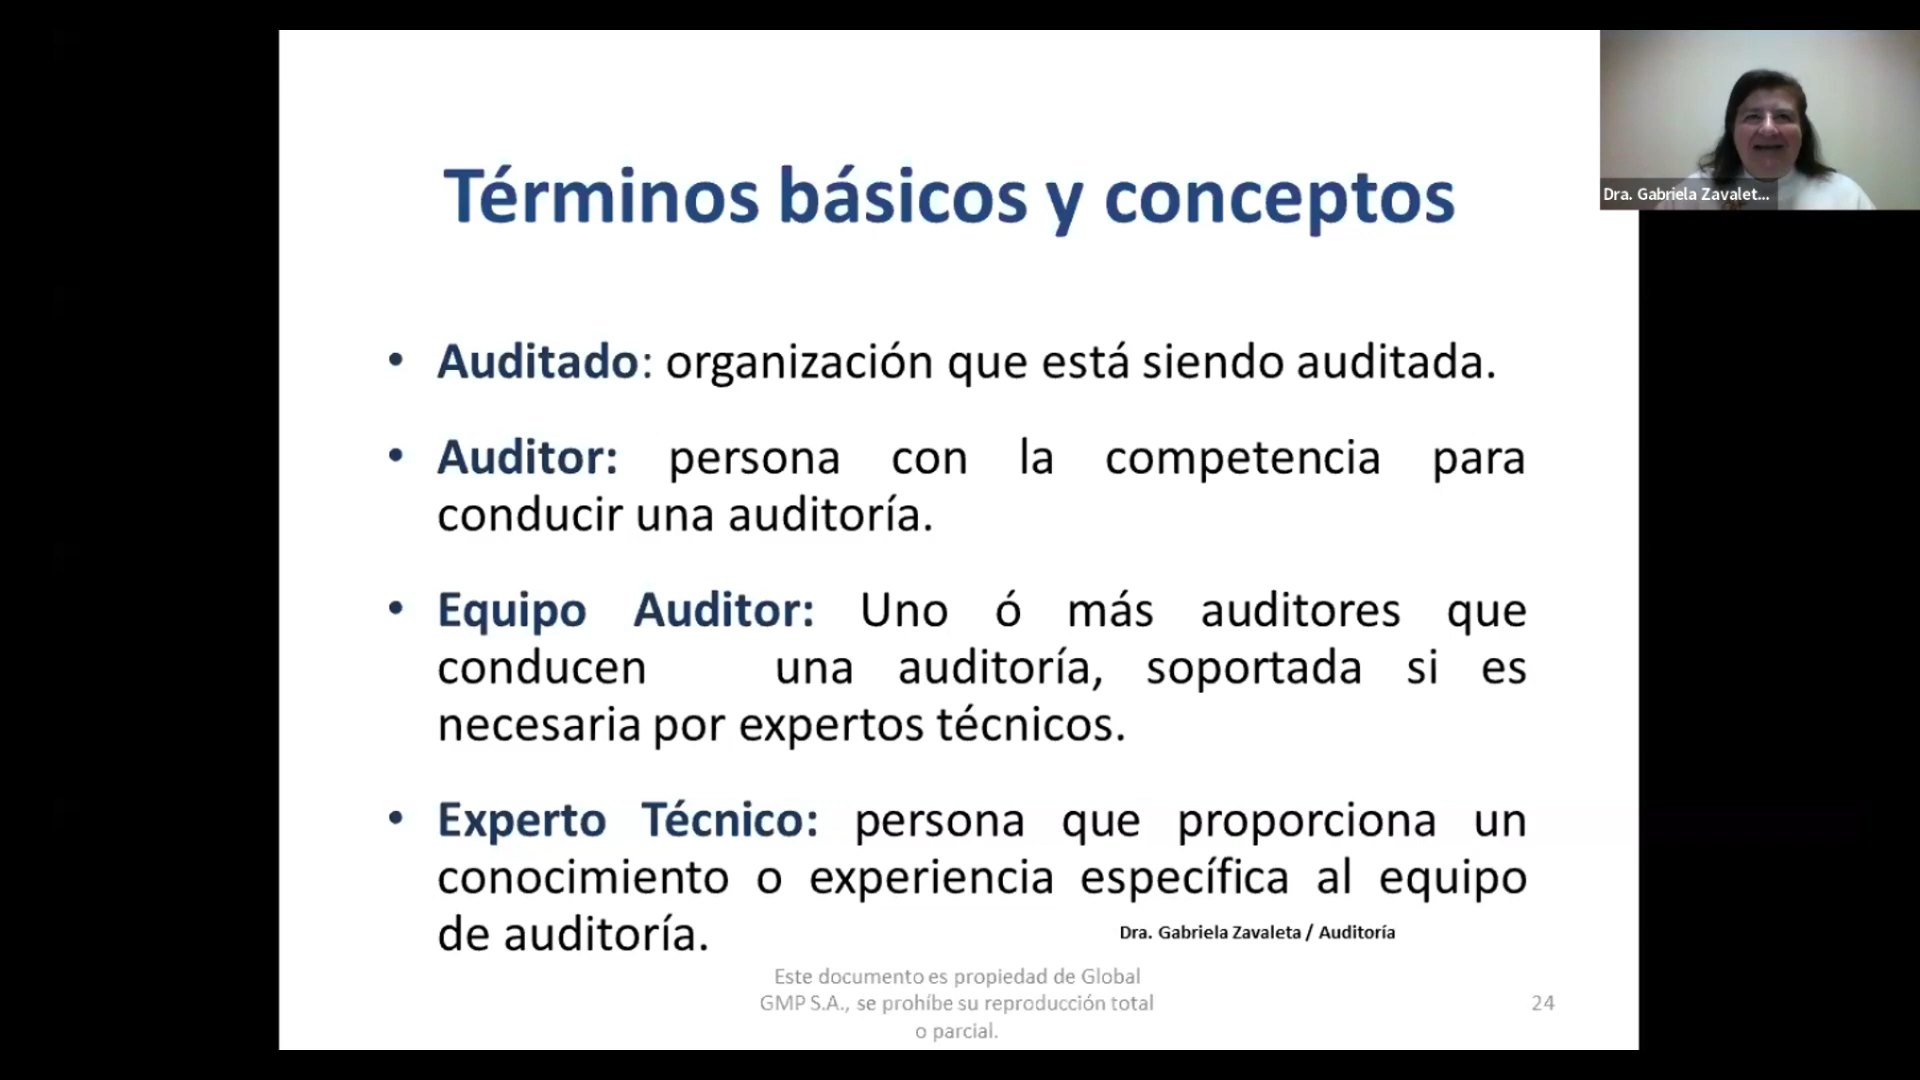 Dra. Gabriela Zavalet...
Términos básicos y conceptos
• Auditado: organización que está siendo auditada.
• Auditor: persona con la competencia para
conducir una auditoría.
• Equipo Auditor: Uno ó más auditores que
conducen una auditoría, soportada si es
necesaria por expertos técnicos.
• Experto Técnico: persona que proporciona un
conocimiento o experiencia específica al equipo
de auditoría.
Dra. Gabriela Zavaleta / Auditoría
Este documento es propiedad de Global
GMP S.A., se prohíbe su reproducción total
o parcial.
24